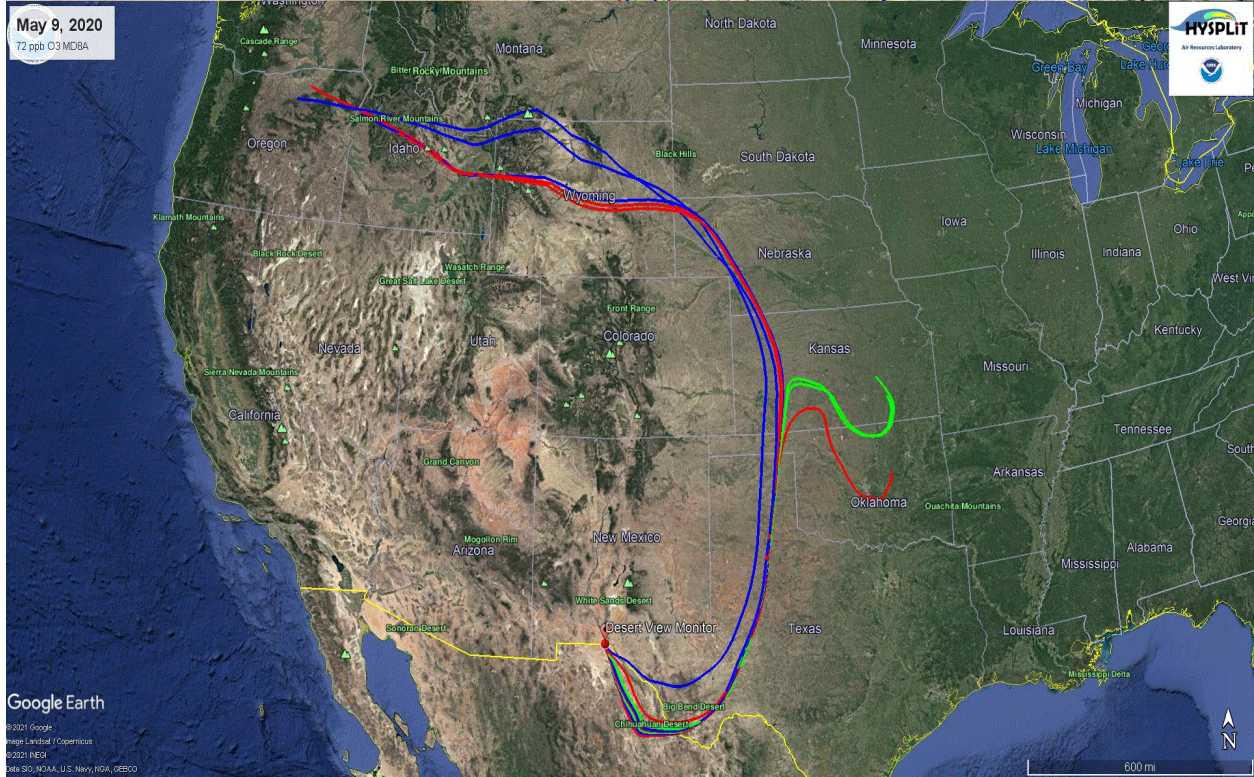 Washington
May 9, 2020
72 ppb O3 MD8A
Cascade Range
North Dakota
Montana
Minnesota
HYSPLIT
Air Resources Laboratory
NOAA
Bitter
Rocky Mountains
Green Bay
Lake Hur
Michigan
Salmon River Mountains
Oregon
Idaho
Wisconsin
Lake Michigan
Black Hills
South Dakota
Lake Erie
Pe
Wyoming
Klamath Mountains
Iowa
Ohio
Appa
Black Rock Desert
Nebraska
Illinois
Indiana
Wasatch Range
Great Salt Lake Desert
West Vir
Front Range
Colorado
Kentucky
Nevada
Utah
Kansas
Missouri
Sierra Nevada Mountains
California
Tennessee
South
Grand Canyon
Arkansas
Oklahoma
Ouachita Mountains
Georgia
New Mexico
Mogollon Rim
Arizona
Alabama
Mississippi
White Sands Desert
Sonoran Desert
Desert View Monitor
Texas
Louisiana
Mississippi Delta
Big Bend Desert
Chihuahuan Desert
Google Earth
©2021 Google
Image Landsat / Copernicus
©2021 INEGI
Data SIO, NOAA, U.S. Navy, NGA, GEBCO
N
600 mi